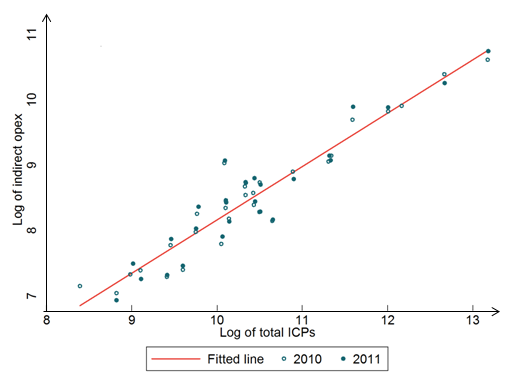 11
10
9
8
7
Log of indirect opex
8 9 10 11 12 13
Log of total ICPs
Fitted line 2010 2011